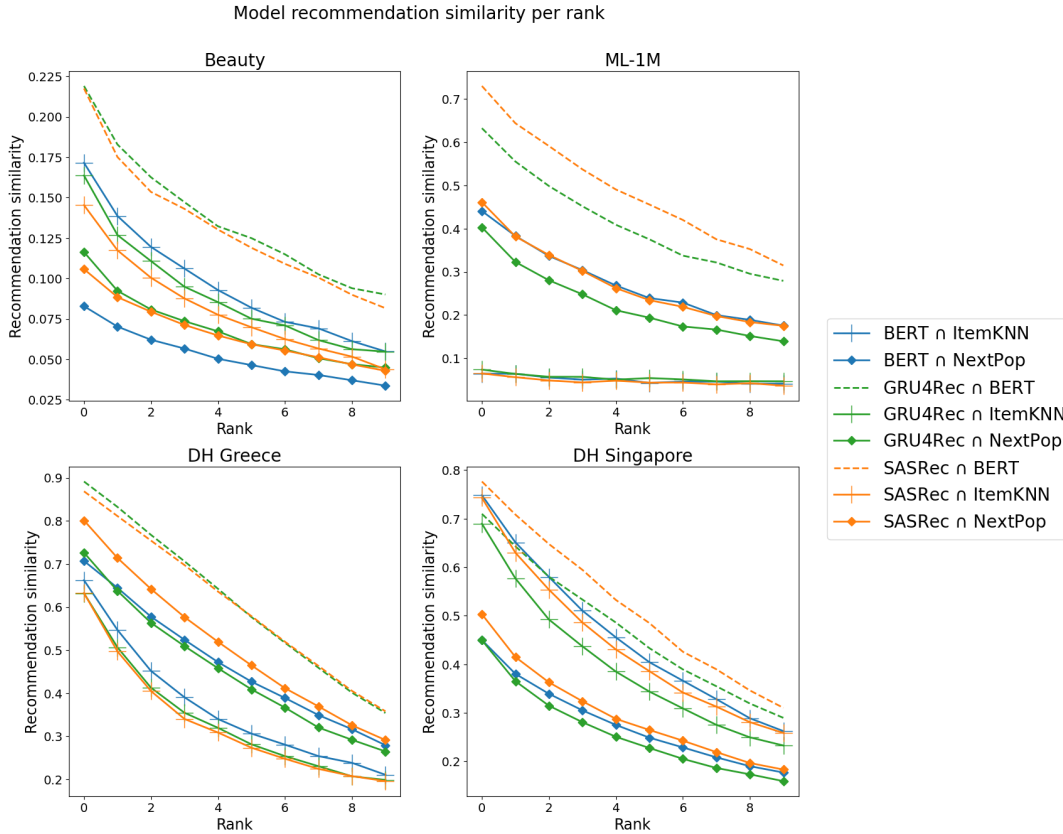 Model recommendation similarity per rank
Beauty
Recommendation similarity
0.225
0.200
0.175
0.150
0.125
0.100
0.075
0.050
0.025
0 2 4 6 8
Rank
ML-1M
Recommendation similarity
0.7
0.6
0.5
0.4
0.3
0.2
0.1
0 2 4 6 8
Rank
DH Greece
Recommendation similarity
0.9
0.8
0.7
0.6
0.5
0.4
0.3
0.2
0 2 4 6 8
Rank
DH Singapore
Recommendation similarity
0.8
0.7
0.6
0.5
0.4
0.3
0.2
0 2 4 6 8
Rank
BERT ∩ ItemKNN
BERT ∩ NextPop
GRU4Rec ∩ BERT
GRU4Rec ∩ ItemKNN
GRU4Rec ∩ NextPop
SASRec ∩ BERT
SASRec ∩ ItemKNN
SASRec ∩ NextPop